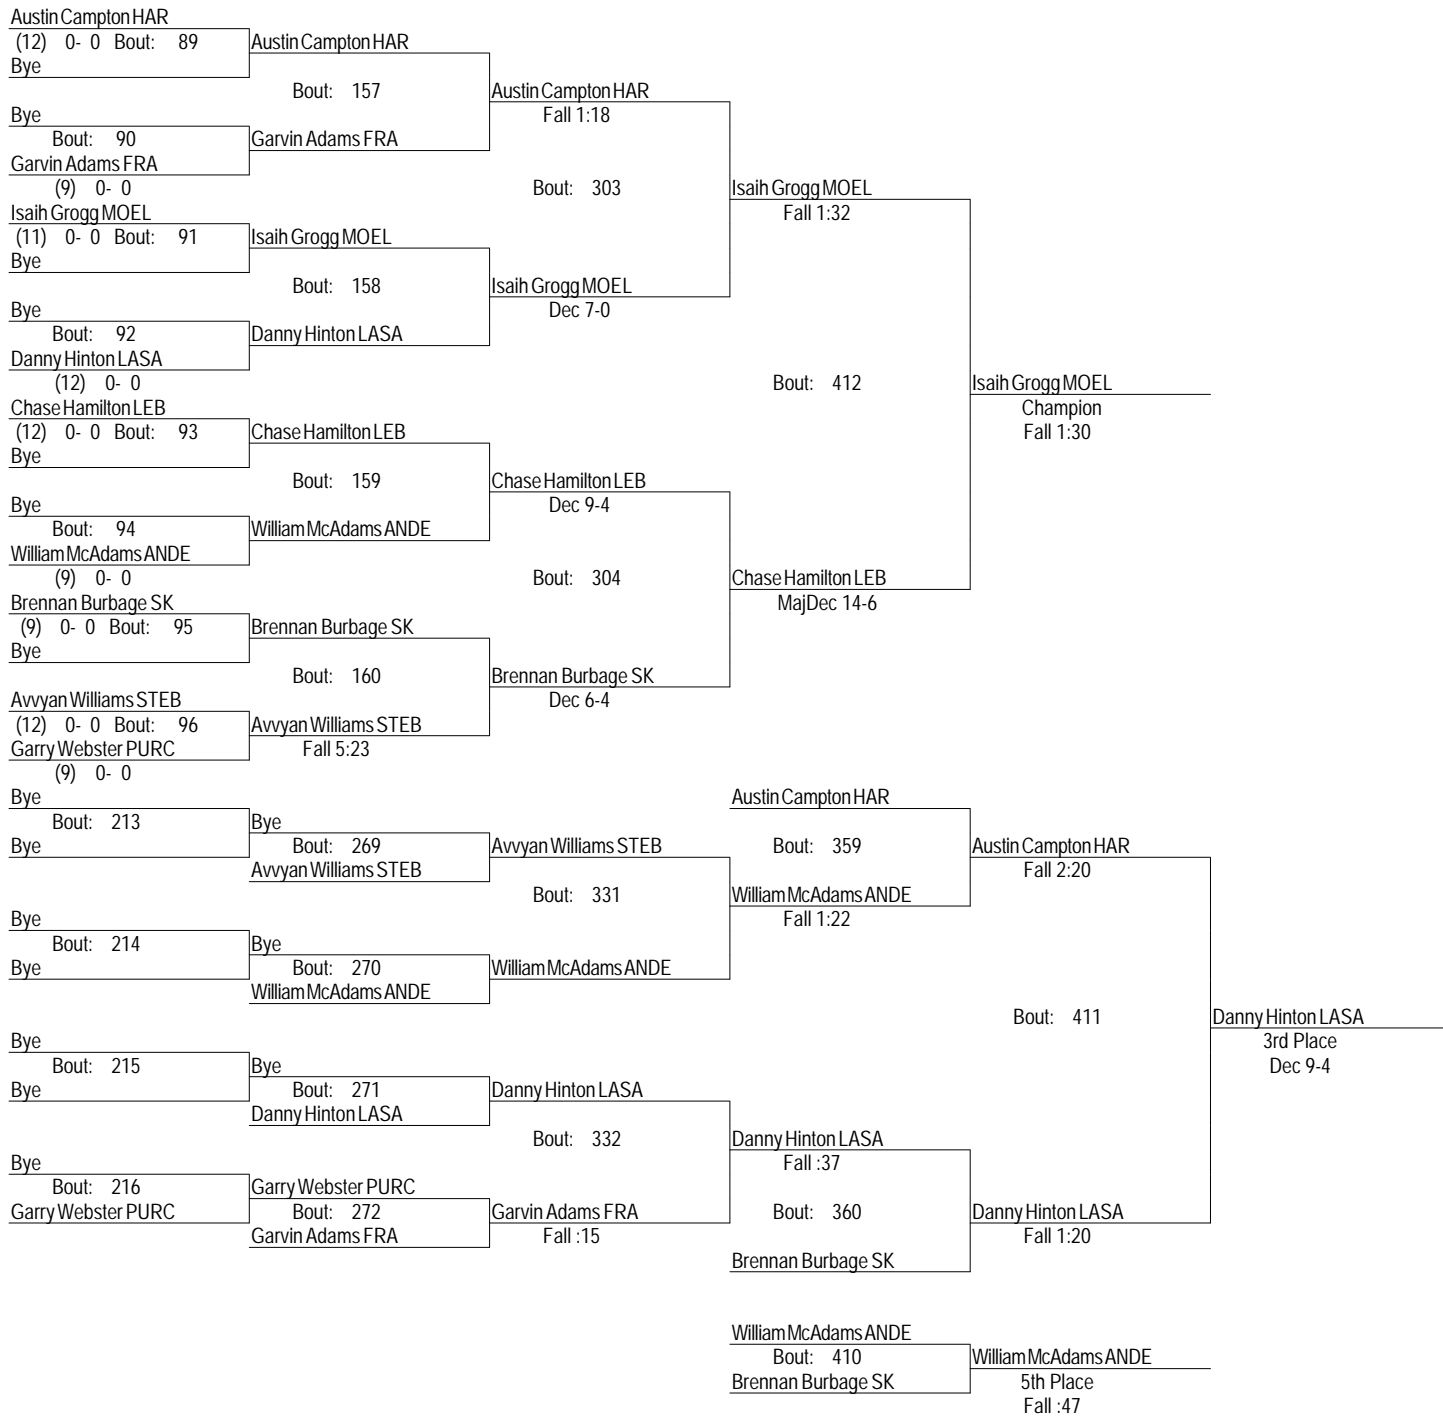 Austin Campton HAR
(12) 0- 0 Bout: 89
Austin Campton HAR
Bye
Bout: 157
Austin Campton HAR
Fall 1:18
Bye
Bout: 90
Garvin Adams FRA
Garvin Adams FRA
(9) 0- 0
Bout: 303
Isaih Grogg MOEL
Fall 1:32
Isaih Grogg MOEL
(11) 0- 0 Bout: 91
Isaih Grogg MOEL
Bye
Bout: 158
Isaih Grogg MOEL
Dec 7-0
Bye
Bout: 92
Danny Hinton LASA
Danny Hinton LASA
(12) 0- 0
Bout: 412
Isaih Grogg MOEL
Champion
Fall 1:30
Chase Hamilton LEB
(12) 0- 0 Bout: 93
Chase Hamilton LEB
Bye
Bout: 159
Chase Hamilton LEB
Dec 9-4
Bye
Bout: 94
William McAdams ANDE
William McAdams ANDE
(9) 0- 0
Bout: 304
Chase Hamilton LEB
MajDec 14-6
Brennan Burbage SK
(9) 0- 0 Bout: 95
Brennan Burbage SK
Bye
Bout: 160
Brennan Burbage SK
Dec 6-4
Avvyan Williams STEB
(12) 0- 0 Bout: 96
Avvyan Williams STEB
Fall 5:23
Garry Webster PURC
(9) 0- 0
Bye
Bout: 213
Bye
Bye
Bout: 269
Avvyan Williams STEB
Avvyan Williams STEB
Bout: 331
Austin Campton HAR
Bout: 359
Austin Campton HAR
Fall 2:20
William McAdams ANDE
Fall 1:22
Bye
Bout: 214
Bye
Bye
Bout: 270
William McAdams ANDE
William McAdams ANDE
Bout: 411
Danny Hinton LASA
3rd Place
Dec 9-4
Bye
Bout: 215
Bye
Bye
Bout: 271
Danny Hinton LASA
Danny Hinton LASA
Bout: 332
Danny Hinton LASA
Fall :37
Bye
Bout: 216
Garry Webster PURC
Garry Webster PURC
Bout: 272
Garvin Adams FRA
Garvin Adams FRA
Fall :15
Bout: 360
Danny Hinton LASA
Fall 1:20
Brennan Burbage SK
William McAdams ANDE
Bout: 410
William McAdams ANDE
Brennan Burbage SK
5th Place
Fall :47